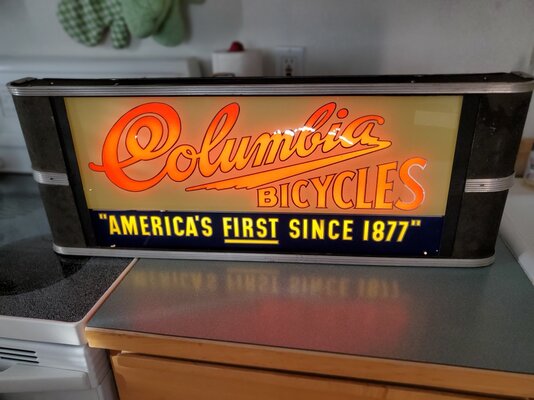 Columbia
BICYCLES
"AMERICA'S FIRST SINCE 1877"